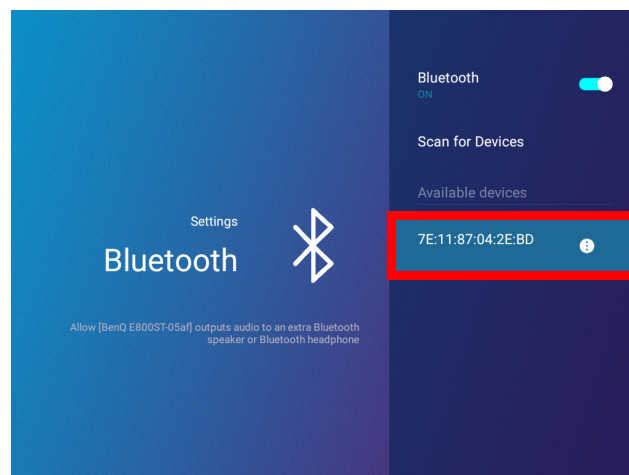 Settings
Bluetooth
Allow [BenQ E800ST-05af] outputs audio to an extra Bluetooth
speaker or Bluetooth headphone
Bluetooth
ON
Scan for Devices
Available devices
7E:11:87:04:2E:BD